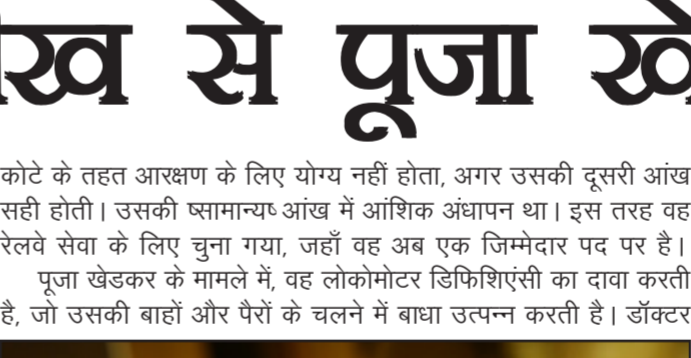 ख से पूजा खे
कोटे के तहत आरक्षण के लिए योग्य नहीं होता, अगर उसकी दूसरी आंख
सही होती। उसकी ष्सामान्यष् आंख में आंशिक अंधापन था। इस तरह वह
रेलवे सेवा के लिए चुना गया, जहाँ वह अब एक जिम्मेदार पद पर है।
पूजा खेडकर के मामले में, वह लोकोमोटर डिफिशिएंसी का दावा करती
है, जो उसकी बाहों और पैरों के चलने में बाधा उत्पन्न करती है। डॉक्टर